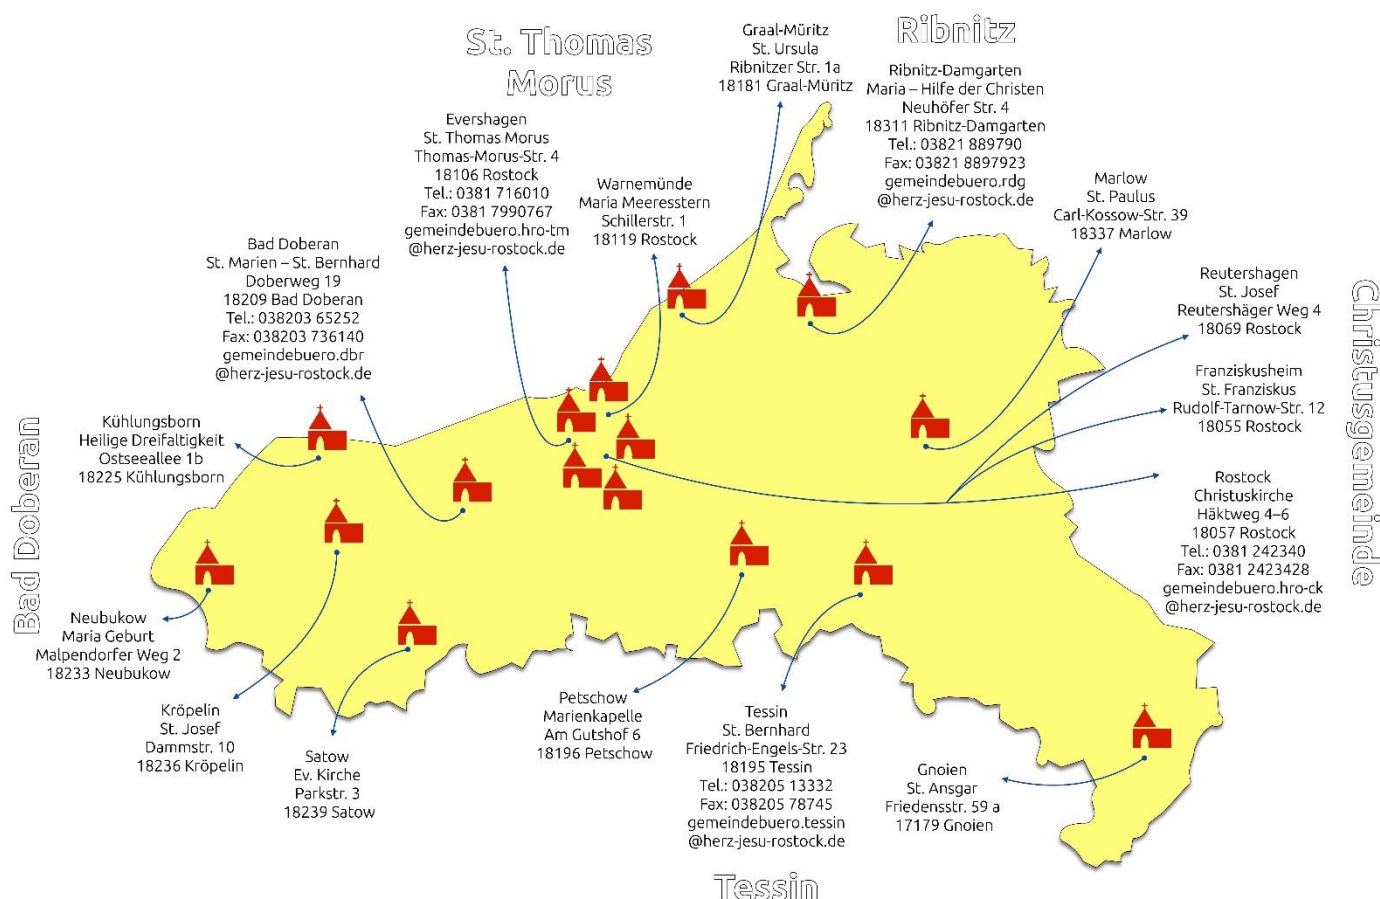 St. Thomas
Morus
Evershagen
St. Thomas Morus
Thomas-Morus-Str. 4
18106 Rostock
Tel.: 0381 716010
Fax: 0381 7990767
gemeindebuero.hro-tm
@herz-jesu-rostock.de
Warnemünde
Maria Meeresstern
Schillerstr. 1
18119 Rostock
Graal-Müritz
St. Ursula
Ribnitzer Str. 1a
18181 Graal-Müritz
Ribnitz
Ribnitz-Damgarten
Maria – Hilfe der Christen
Neuhöfer Str. 4
18311 Ribnitz-Damgarten
Tel.: 03821 889790
Fax: 03821 8897923
gemeindebuero.rdg
@herz-jesu-rostock.de
Marlow
St. Paulus
Carl-Kossow-Str. 39
18337 Marlow
Christusgemeinde
Reutershagen
St. Josef
Reutershäger Weg 4
18069 Rostock
Franziskusheim
St. Franziskus
Rudolf-Tarnow-Str. 12
18055 Rostock
Rostock
Christuskirche
Häktweg 4–6
18057 Rostock
Tel.: 0381 242340
Fax: 0381 2423428
gemeindebuero.hro-ck
@herz-jesu-rostock.de
Bad Doberan
Bad Doberan
St. Marien – St. Bernhard
Doberweg 19
18209 Bad Doberan
Tel.: 038203 65252
Fax: 038203 736140
gemeindebuero.dbr
@herz-jesu-rostock.de
Kühlungsborn
Heilige Dreifaltigkeit
Ostseeallee 1b
18225 Kühlungsborn
Neubukow
Maria Geburt
Malpendorfer Weg 2
18233 Neubukow
Kröpelin
St. Josef
Dammstr. 10
18236 Kröpelin
Satow
Ev. Kirche
Parkstr. 3
18239 Satow
Petschow
Marienkapelle
Am Gutshof 6
18196 Petschow
Tessin
St. Bernhard
Friedrich-Engels-Str. 23
18195 Tessin
Tel.: 038205 13332
Fax: 038205 78745
gemeindebuero.tessin
@herz-jesu-rostock.de
Gnoien
St. Ansgar
Friedensstr. 59 a
17179 Gnoien
Tessin